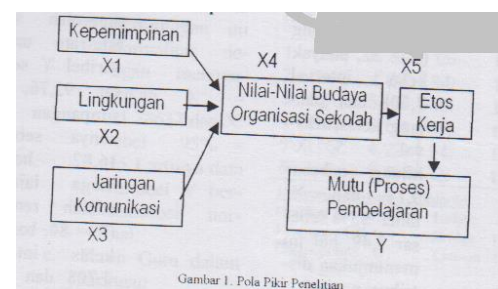 Kepemimpinan
X1
X4
X5
Lingkungan
X2
Nilai-Nilai Budaya
Organisasi Sekolah
Etos
Kerja
Jaringan
Komunikasi
X3
Mutu (Proses)
Pembelajaran
Y
Gambar 1. Pola Pikir Penelitian